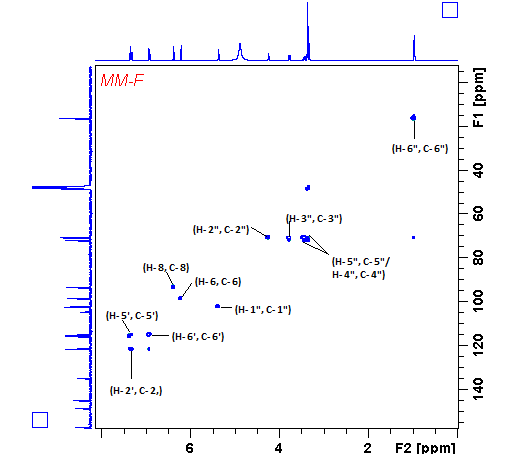 MM-F
F1 [ppm]
(H-6", C-6")
40
60
(H-3", C-3")
(H-2", C-2")
80
(H-5", C-5"/
H-4", C-4")
(H-8, C-8)
(H-6, C-6)
100
(H-1", C-1")
(H-5', C-5')
(H-6', C-6')
120
(H-2', C-2,)
140
6 4 2 F2 [ppm]